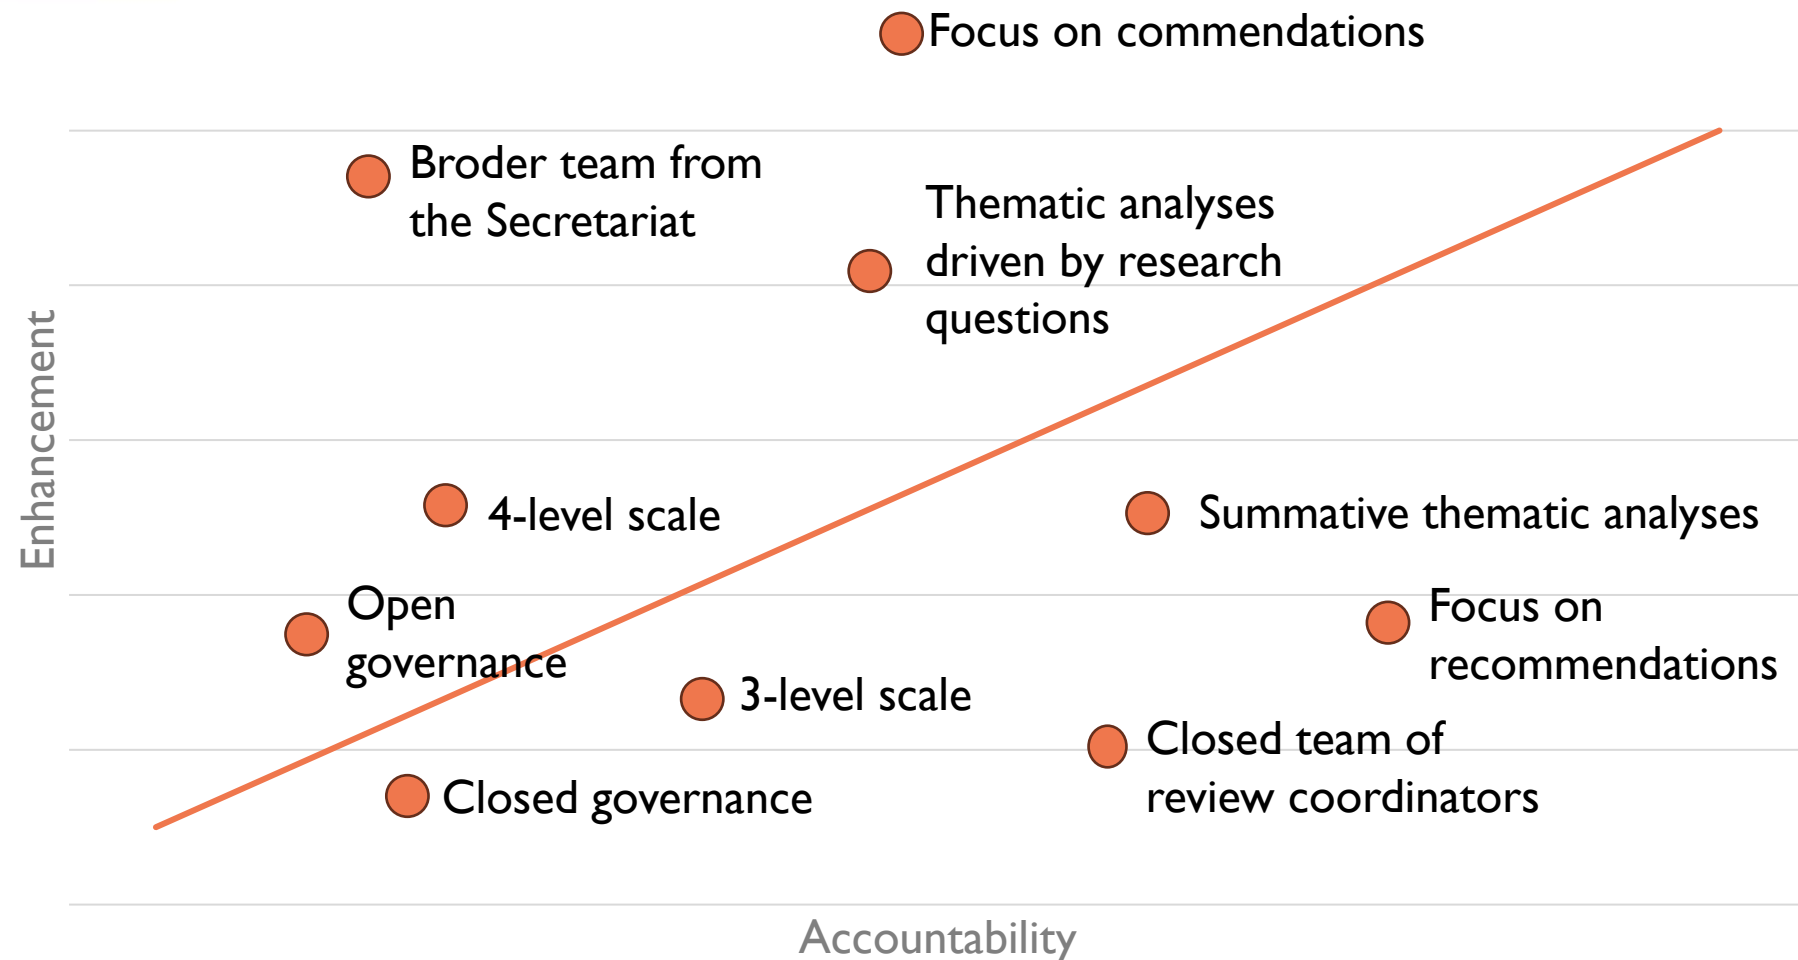 Focus on commendations
Broder team from
the Secretariat
Thematic analyses
driven by research
questions
Enhancement
4-level scale
Summative thematic analyses
Open
governance
Focus on
recommendations
3-level scale
Closed team of
review coordinators
Closed governance
Accountability